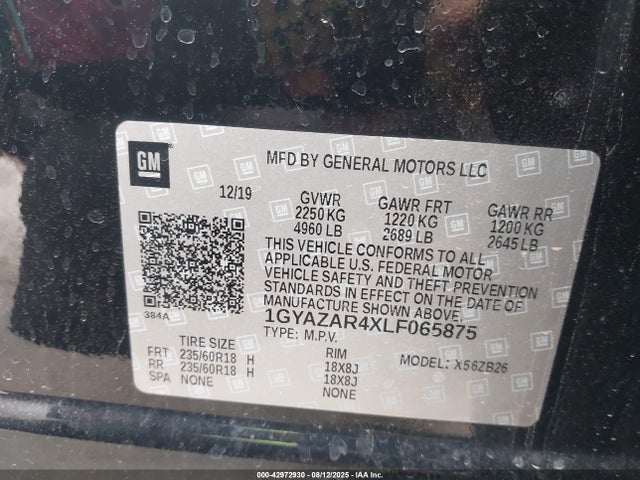 GM
MFD BY GENERAL MOTORS LLC
12/19
GVWR GAWR FRT GAWR RR
2250 KG 1220 KG 1200 KG
4960 LB 2689 LB 2645 LB
THIS VEHICLE CONFORMS TO ALL
APPLICABLE U.S. FEDERAL MOTOR
VEHICLE SAFETY AND THEFT PREVENTION
STANDARDS IN EFFECT ON THE DATE OF
MANUFACTURE SHOWN ABOVE.
384A
1GYAZAR4XLF065875
TYPE: M.P.V. MODEL: X56ZB26
TIRE SIZE RIM
FRT 235/60R18 H 18X8J
RR 235/60R18 H 18X8J
SPA NONE NONE
000-42972930 - 08/12/2025 - IAA Inc.